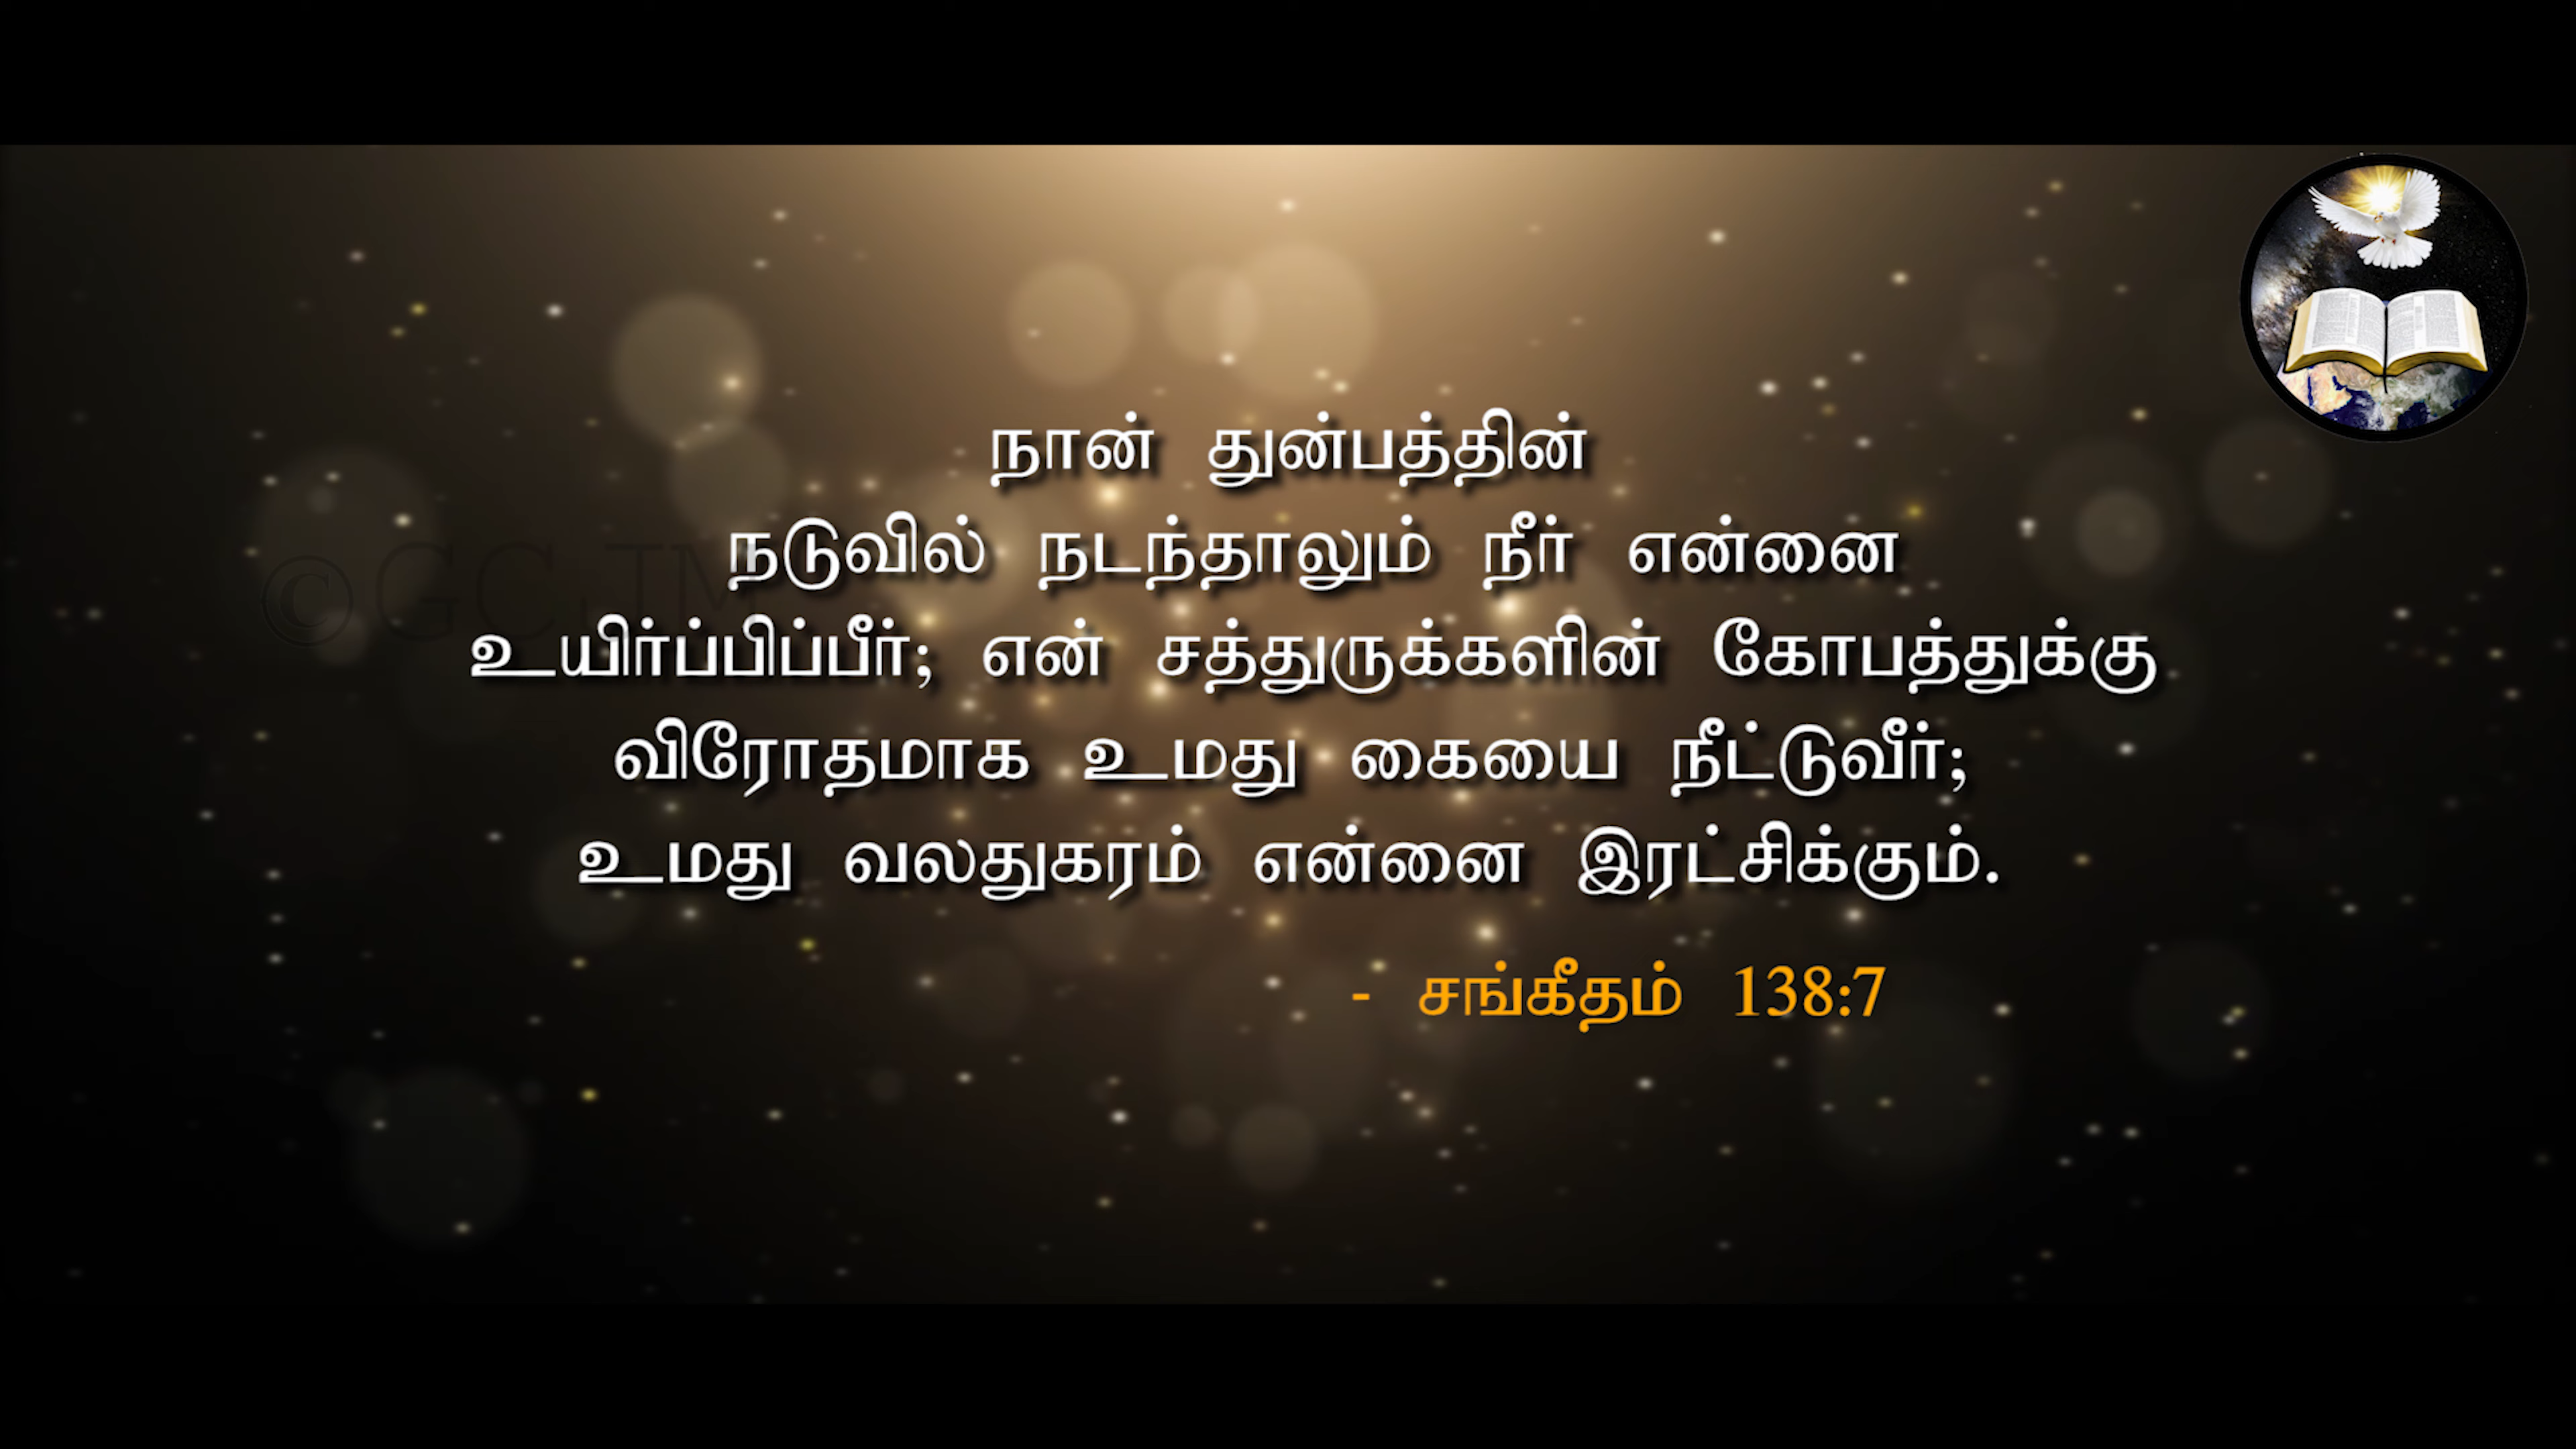 நான் துன்பத்தின்
நடுவில் நடந்தாலும் நீர் என்னை
உயிர்ப்பிப்பீர்; என் சத்துருக்களின் கோபத்துக்கு
விரோதமாக உமது கையை நீட்டுவீர்;
உமது வலதுகரம் என்னை இரட்சிக்கும்.
- சங்கீதம் 138:7